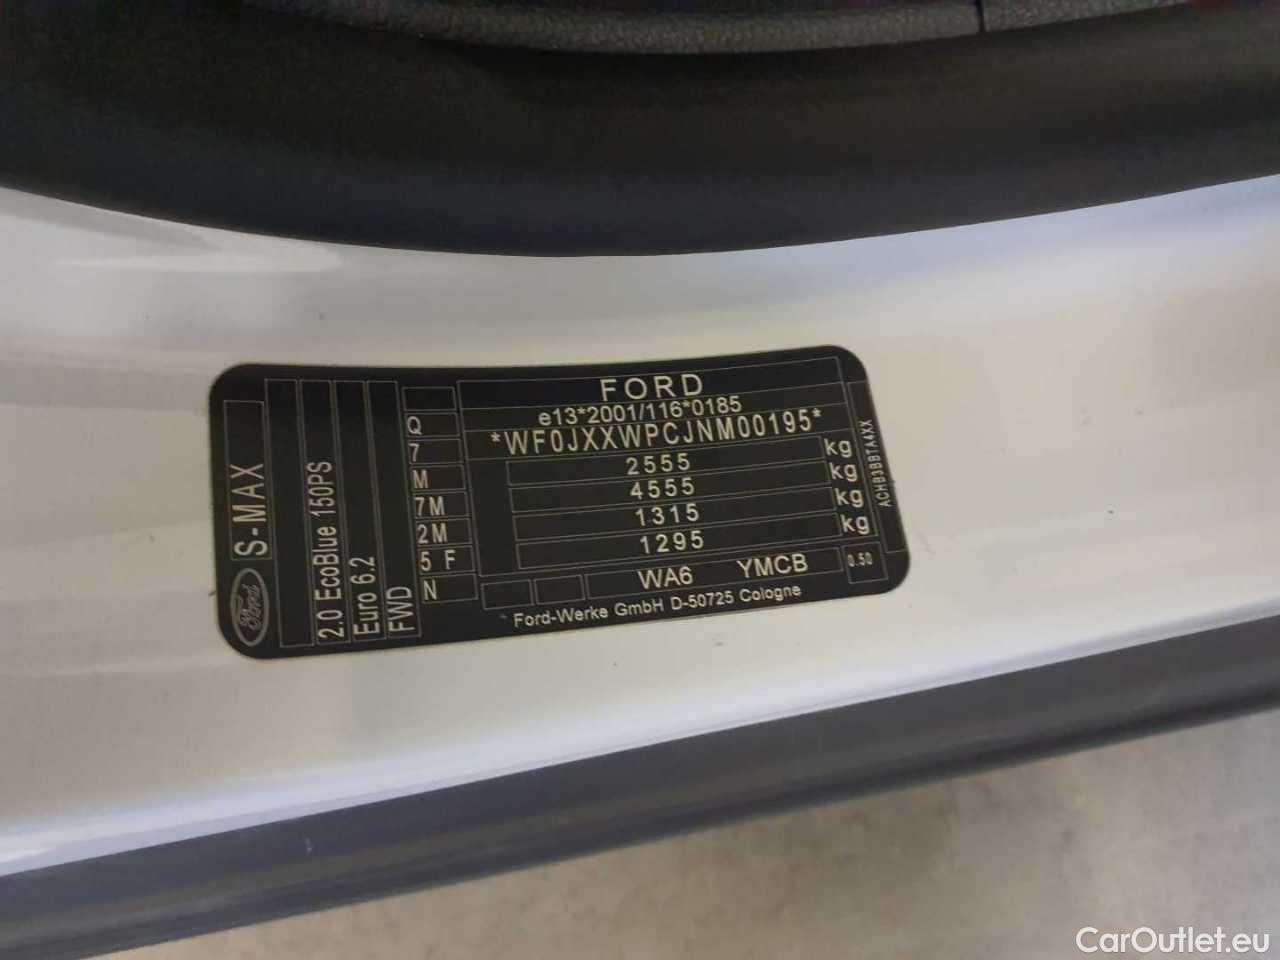 FORD
e13*2001/116*0185
*WF0JXXWPCJNM00195*
2555 kg
4555 kg
1315 kg
1295 kg
WA6 YMCB
0.50
Ford-Werke GmbH D-50725 Cologne
ACHB3BBTA4XX
Q
7
M
7M
2M
5 F
N
FWD
Euro 6.2
2.0 EcoBlue 150PS
S-MAX
Ford
CarOutlet.eu